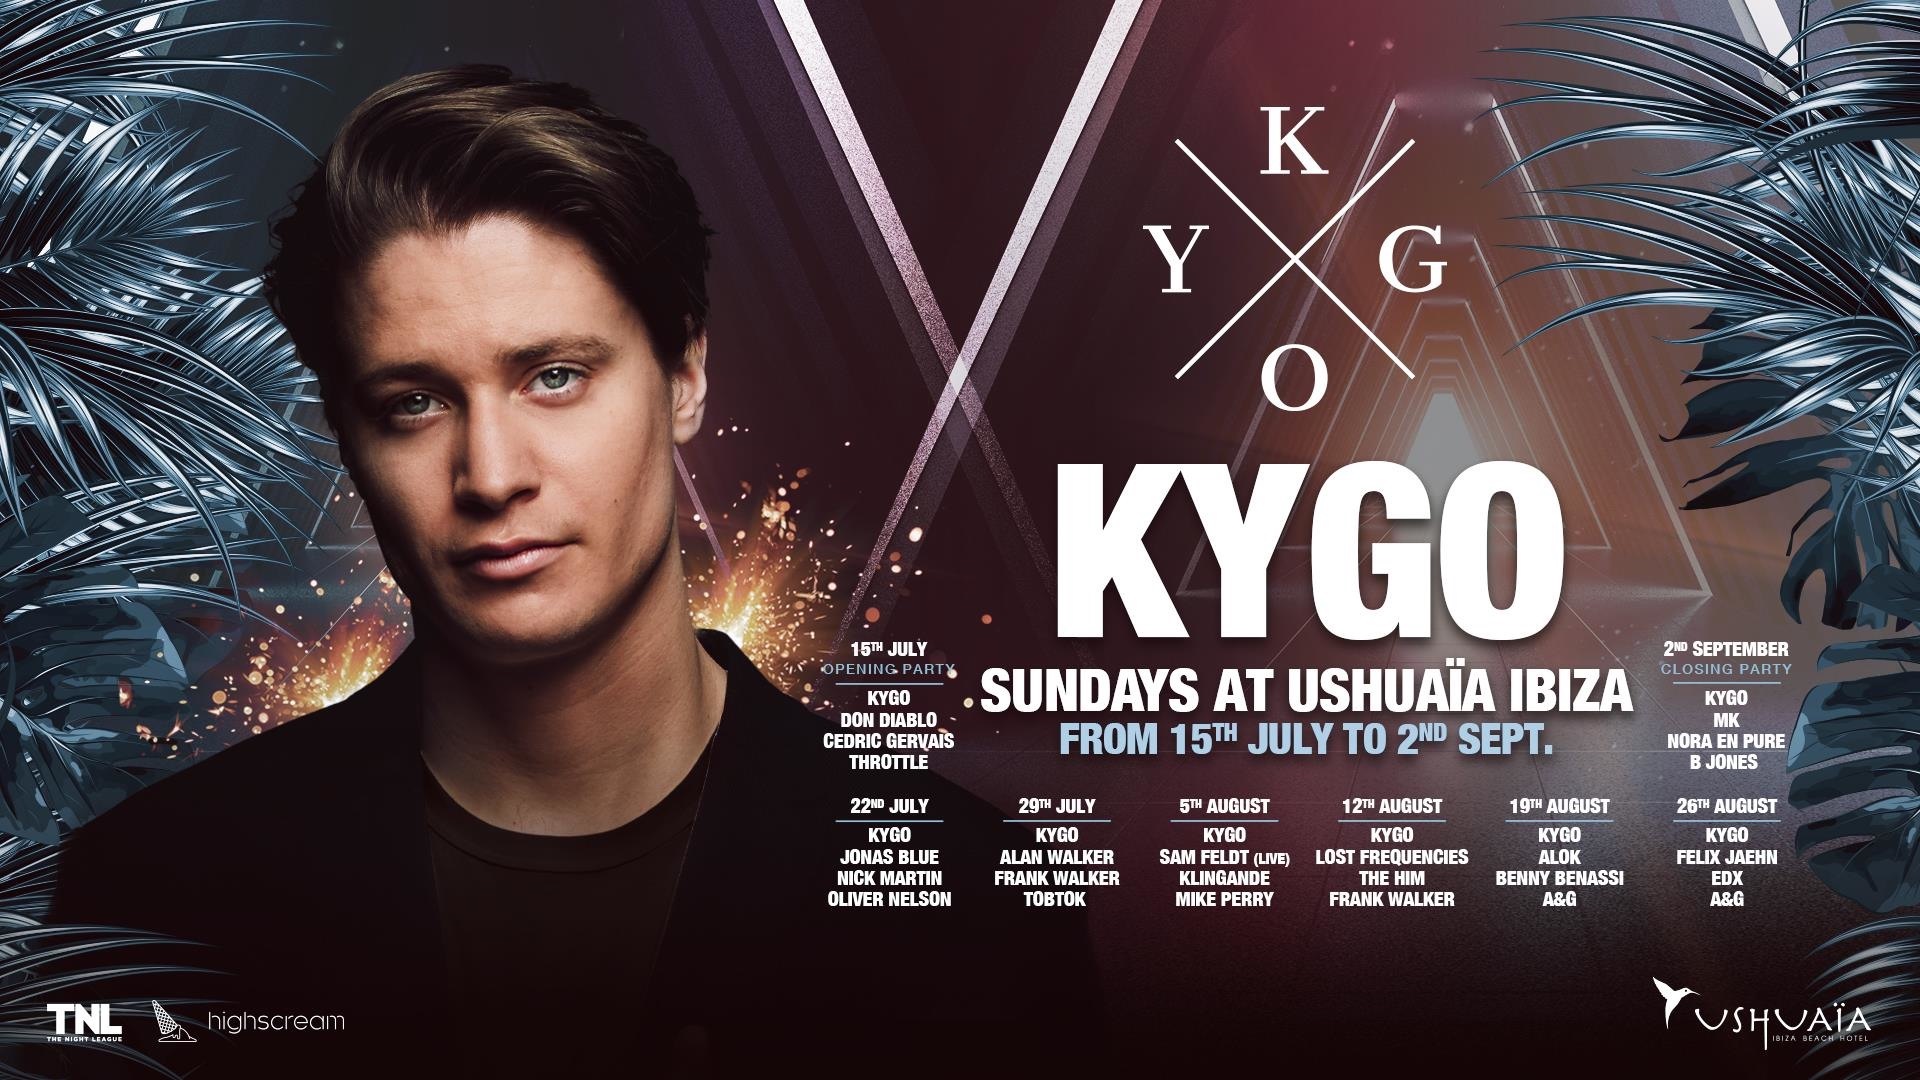 K
Y G
O
KYGO
SUNDAYS AT USHUAÏA IBIZA
FROM 15TH JULY TO 2ND SEPT.
15TH JULY
OPENING PARTY
KYGO
DON DIABLO
CEDRIC GERVAIS
THROTTLE
2ND SEPTEMBER
CLOSING PARTY
KYGO
MK
NORA EN PURE
B JONES
22ND JULY
KYGO
JONAS BLUE
NICK MARTIN
OLIVER NELSON
29TH JULY
KYGO
ALAN WALKER
FRANK WALKER
TOBTOK
5TH AUGUST
KYGO
SAM FELDT (LIVE)
KLINGANDE
MIKE PERRY
12TH AUGUST
KYGO
LOST FREQUENCIES
THE HIM
FRANK WALKER
19TH AUGUST
KYGO
ALOK
BENNY BENASSI
A&G
26TH AUGUST
KYGO
FELIX JAEHN
EDX
A&G
TNL
THE NIGHT LEAGUE
highscream
USHUAÏA
IBIZA BEACH HOTEL